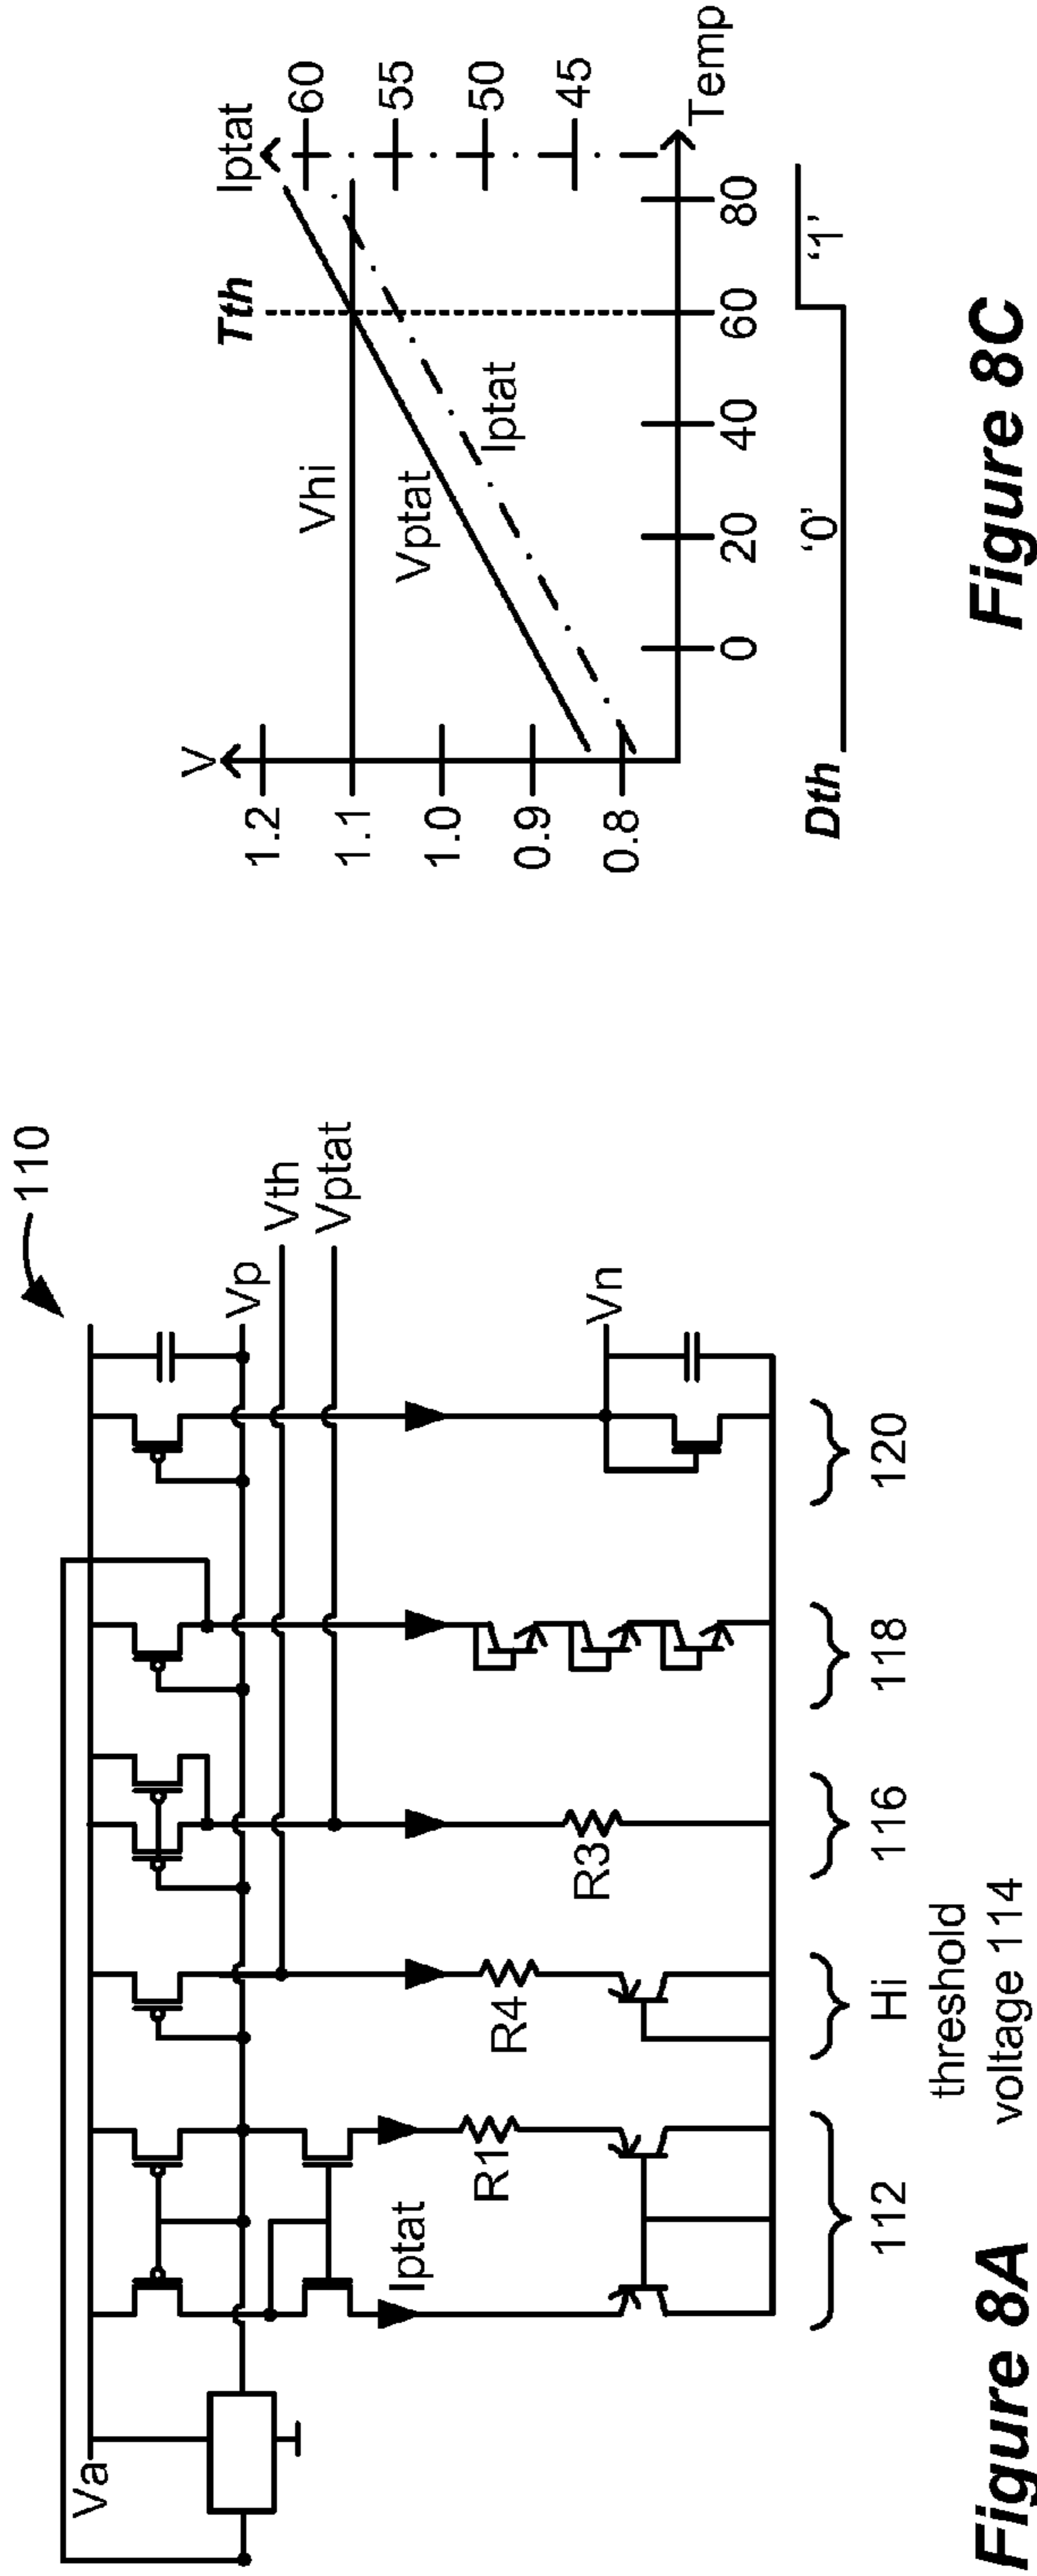 110
Va
Vp
Vth
Vptat
Iptat
R1
R4
R3
Vn
112
Hi
threshold
voltage 114
116
118
120
Figure 8A
V
Tth
Iptat
1.2
1.1
1.0
0.9
0.8
Vhi
Vptat
Iptat
60
55
50
45
0
20
40
60
80
Temp
Dth
'0'
'1'
Figure 8C